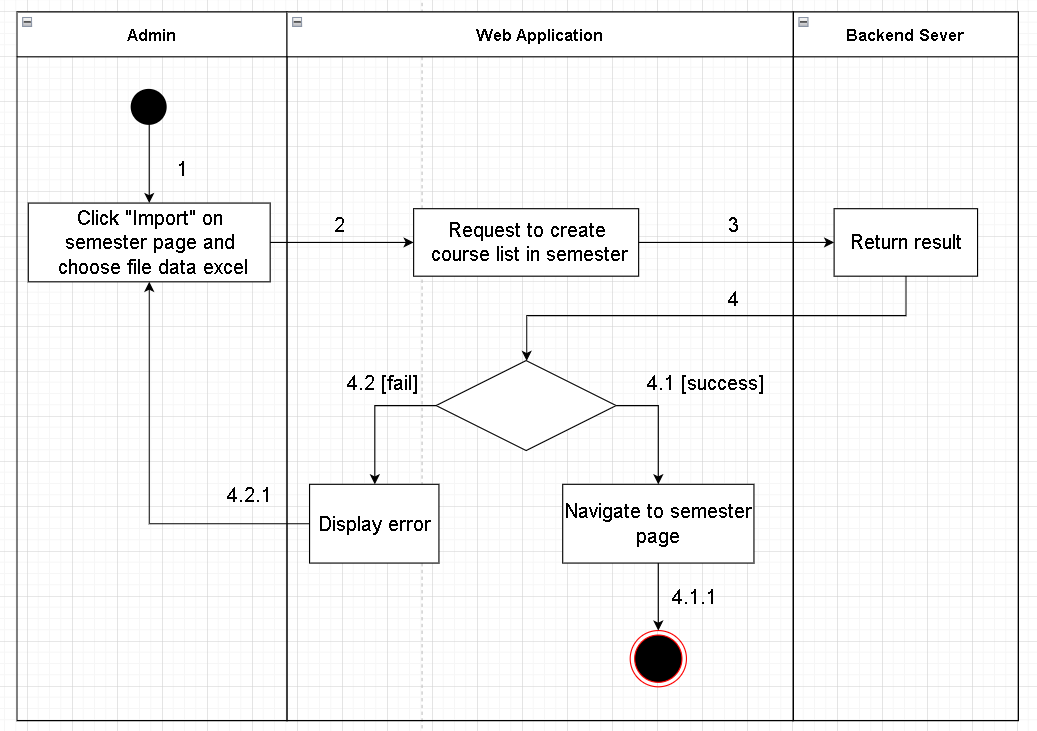 Admin
Web Application
Backend Sever
1
Click "Import" on
semester page and
choose file data excel
2
Request to create
course list in semester
3
Return result
4
4.2 [fail]
4.1 [success]
4.2.1
Display error
Navigate to semester
page
4.1.1